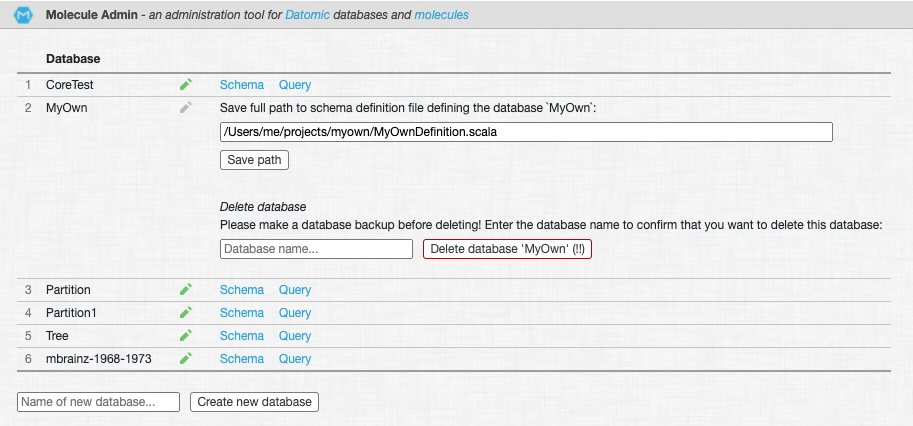 Molecule Admin - an administration tool for Datomic databases and molecules
Database
1 CoreTest Schema Query
2 MyOwn Save full path to schema definition file defining the database `MyOwn`:
/Users/me/projects/myown/MyOwnDefinition.scala
Save path
Delete database
Please make a database backup before deleting! Enter the database name to confirm that you want to delete this database:
Database name... Delete database 'MyOwn' (!!)
3 Partition Schema Query
4 Partition1 Schema Query
5 Tree Schema Query
6 mbrainz-1968-1973 Schema Query
Name of new database... Create new database